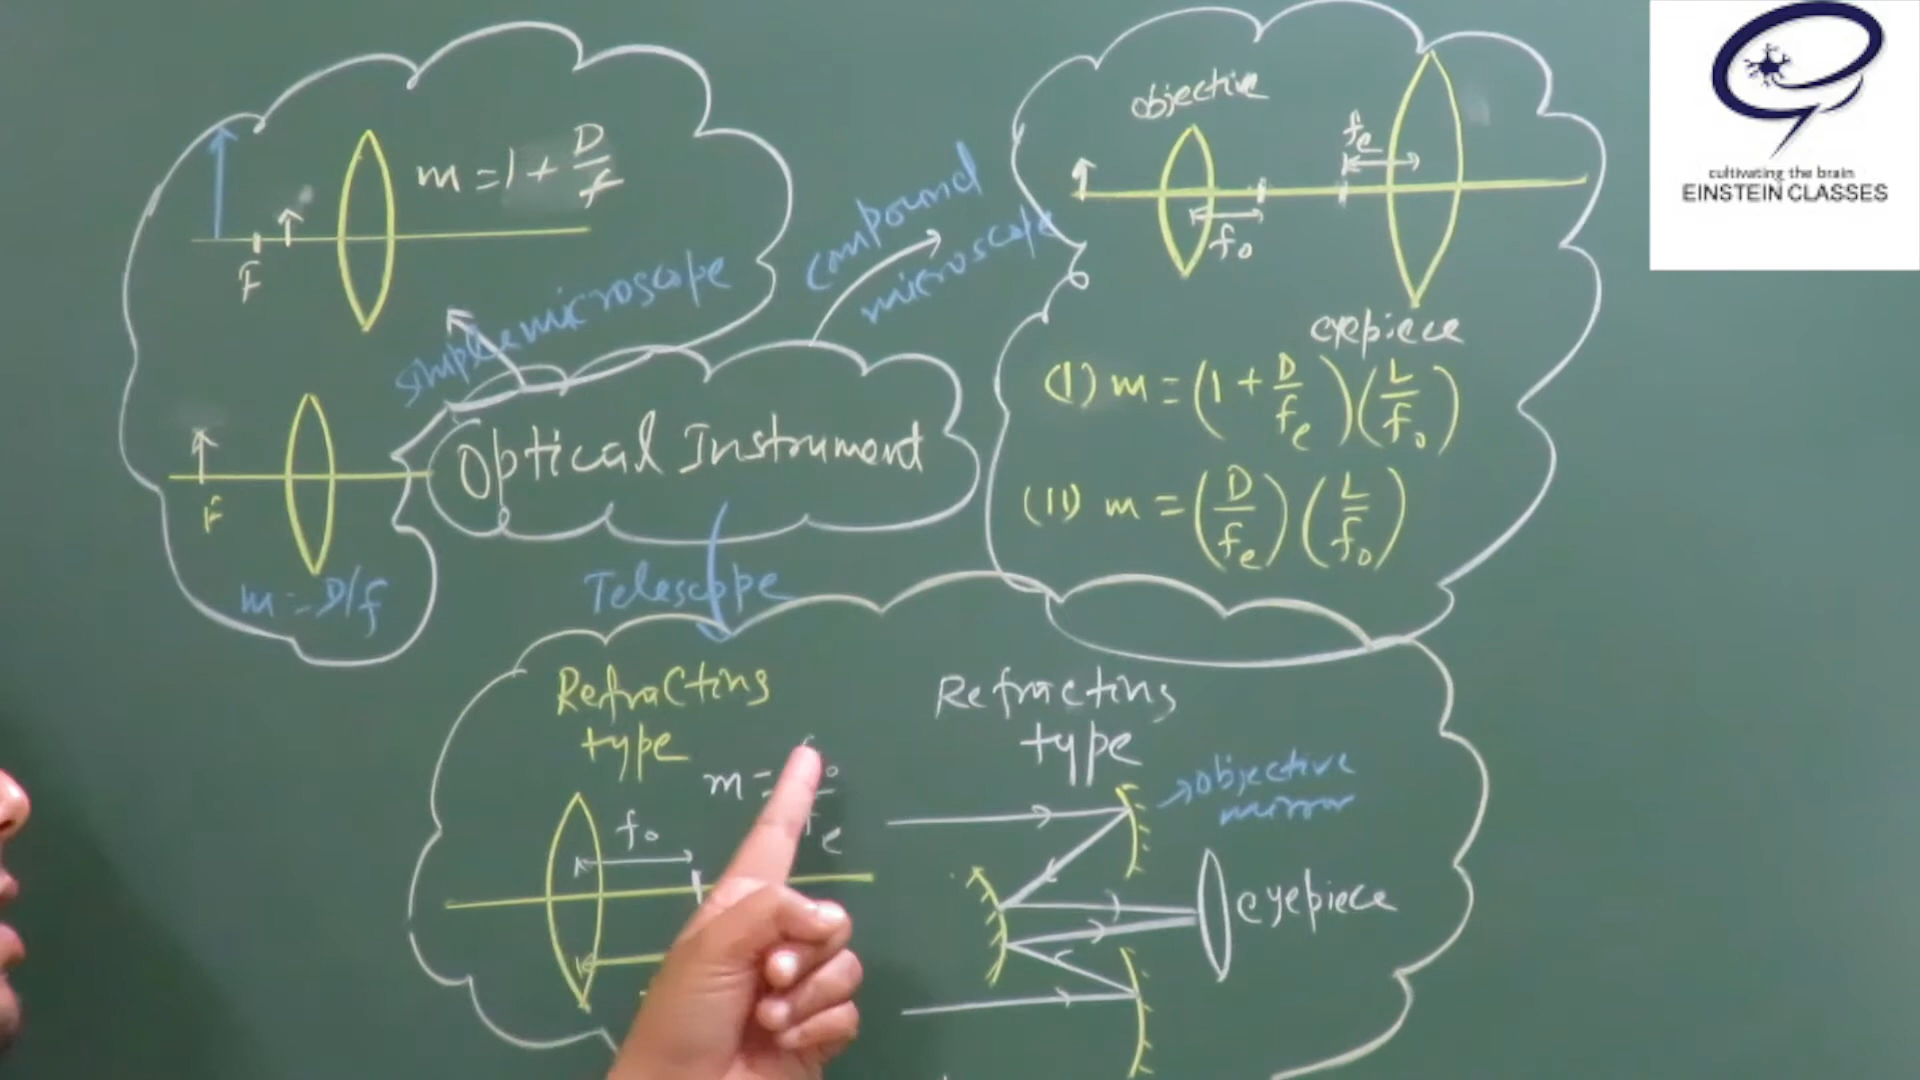 m = 1 + D/f
F
simple microscope
F
m = D/f
compound
microscope
objective
fe
fo
eyepiece
(I) m = (1 + D/fe)(L/fo)
(II) m = (D/fe)(L/fo)
Optical Instrument
Telescope
Refracting
type
fo
Refracting
type
objective
mirror
eyepiece
cultivating the brain
EINSTEIN CLASSES